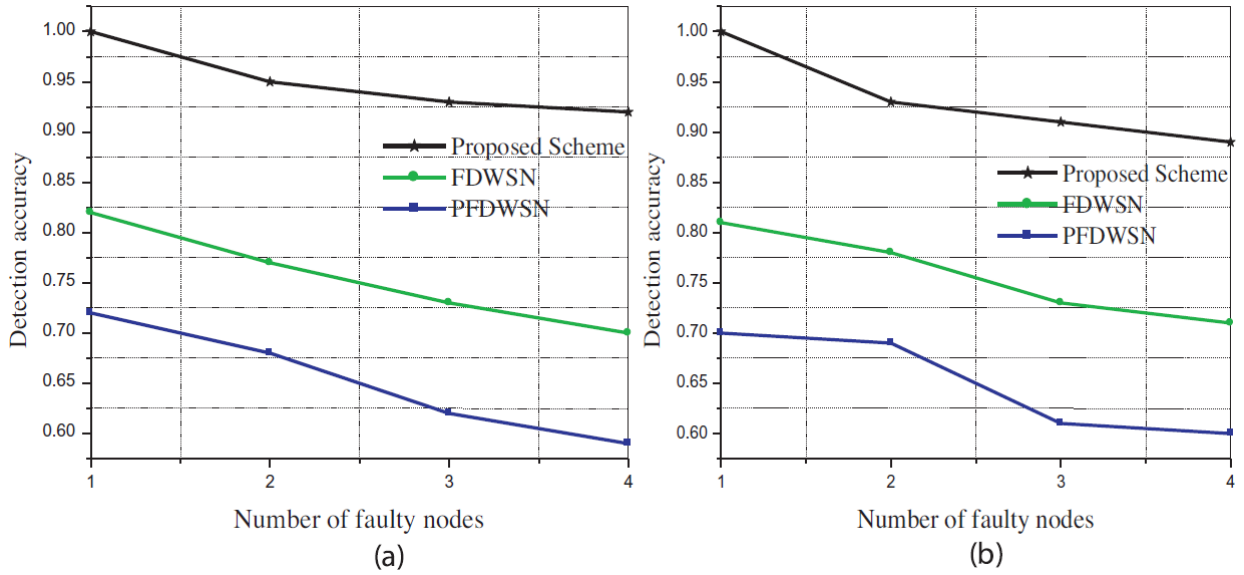 1.00
0.95
0.90
0.85
0.80
0.75
0.70
0.65
0.60
Detection accuracy
Proposed Scheme
FDWSN
PFDWSN
1 2 3 4
Number of faulty nodes
(a)
1.00
0.95
0.90
0.85
0.80
0.75
0.70
0.65
0.60
Detection accuracy
Proposed Scheme
FDWSN
PFDWSN
1 2 3 4
Number of faulty nodes
(b)